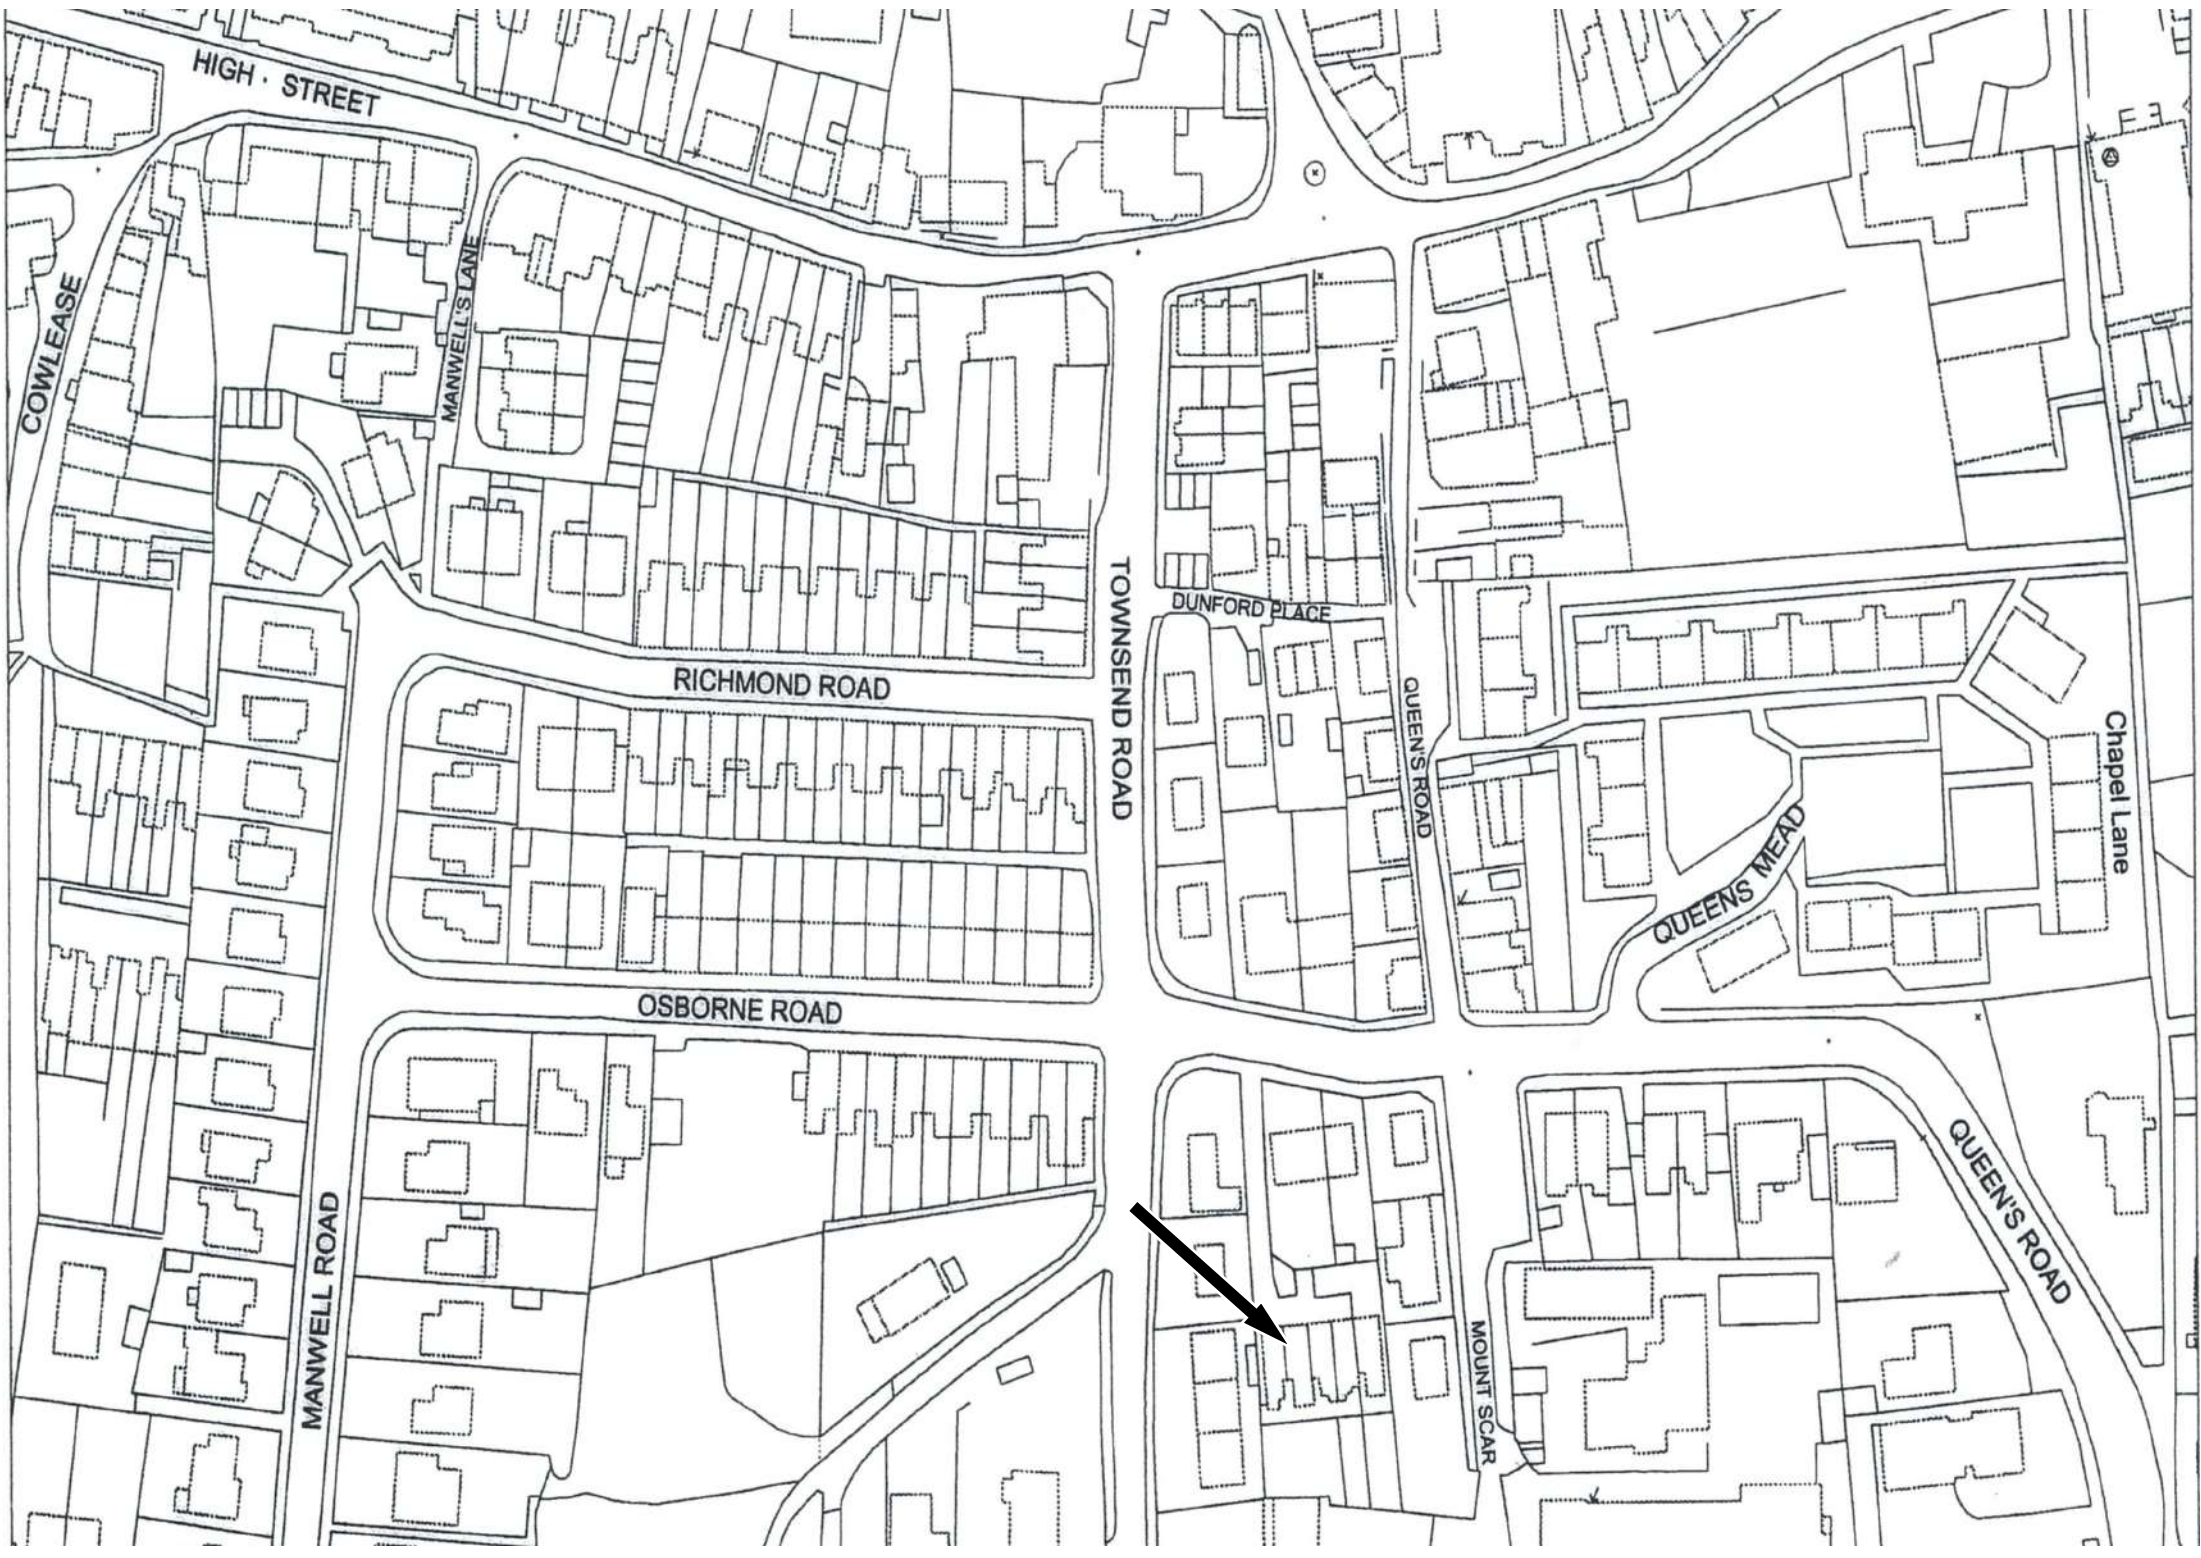 HIGH · STREET
COWLEASE
MANWELL'S LANE
TOWNSEND ROAD
DUNFORD PLACE
RICHMOND ROAD
QUEEN'S ROAD
Chapel Lane
QUEENS MEAD
OSBORNE ROAD
QUEEN'S ROAD
MANWELL ROAD
MOUNT SCAR